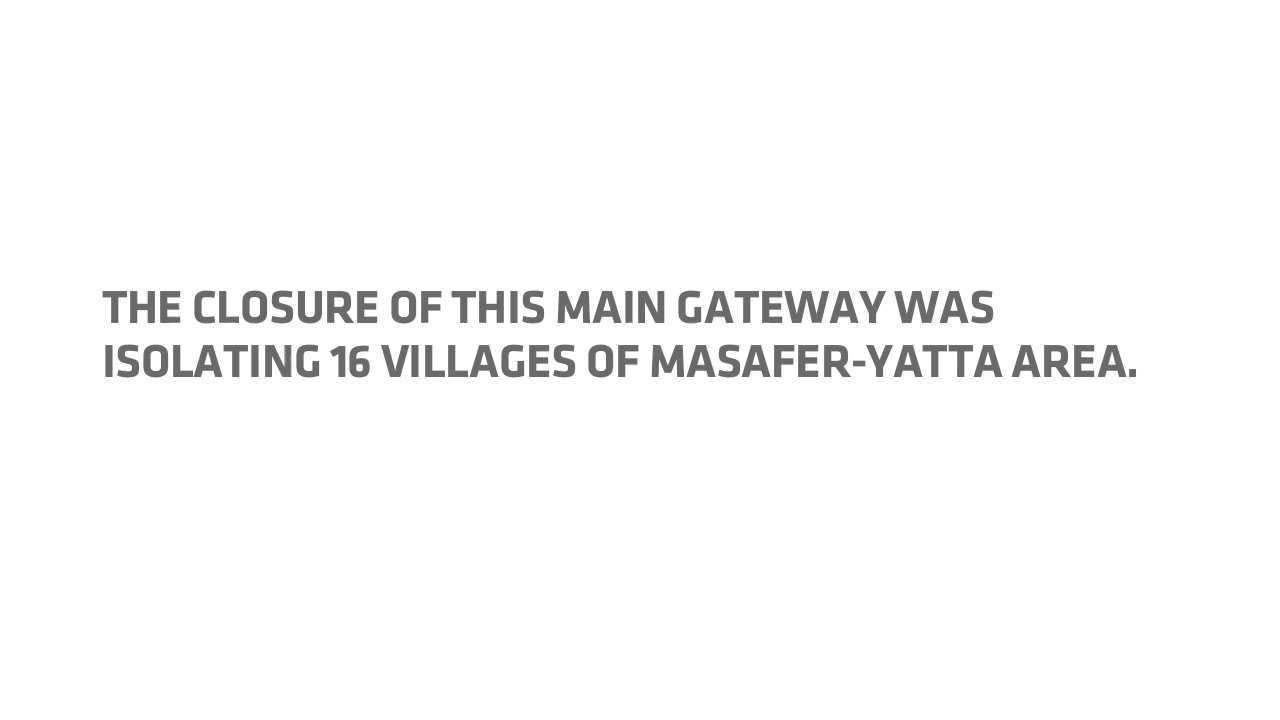 THE CLOSURE OF THIS MAIN GATEWAY WAS
ISOLATING 16 VILLAGES OF MASAFER-YATTA AREA.